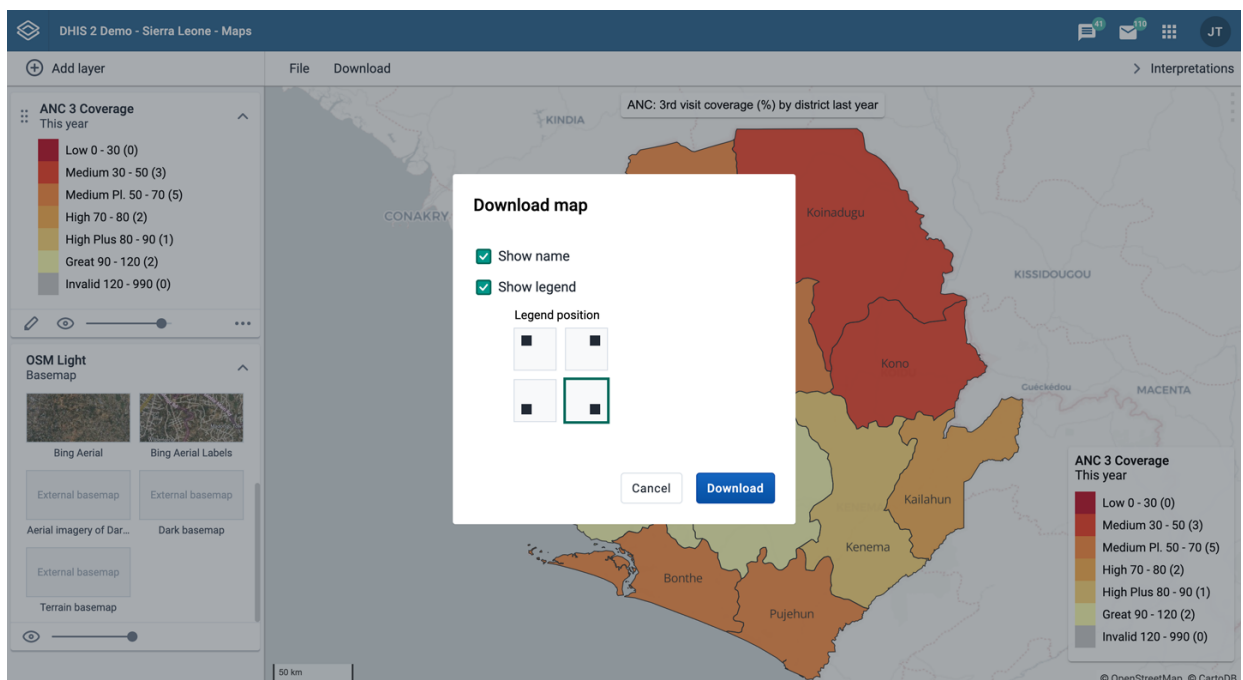 DHIS 2 Demo - Sierra Leone - Maps
41
110
JT
Add layer
File
Download
Interpretations
ANC 3 Coverage
This year
Low 0 - 30 (0)
Medium 30 - 50 (3)
Medium Pl. 50 - 70 (5)
High 70 - 80 (2)
High Plus 80 - 90 (1)
Great 90 - 120 (2)
Invalid 120 - 990 (0)
OSM Light
Basemap
Bing Aerial
Bing Aerial Labels
External basemap
External basemap
Aerial imagery of Dar...
Dark basemap
External basemap
Terrain basemap
ANC: 3rd visit coverage (%) by district last year
KINDIA
CONAKRY
Koinadugu
KISSIDOUGOU
Kono
Guéckédou
MACENTA
Kailahun
Kenema
Bonthe
Pujehun
Download map
Show name
Show legend
Legend position
Cancel
Download
ANC 3 Coverage
This year
Low 0 - 30 (0)
Medium 30 - 50 (3)
Medium Pl. 50 - 70 (5)
High 70 - 80 (2)
High Plus 80 - 90 (1)
Great 90 - 120 (2)
Invalid 120 - 990 (0)
50 km
© OpenStreetMap, © CartoDB